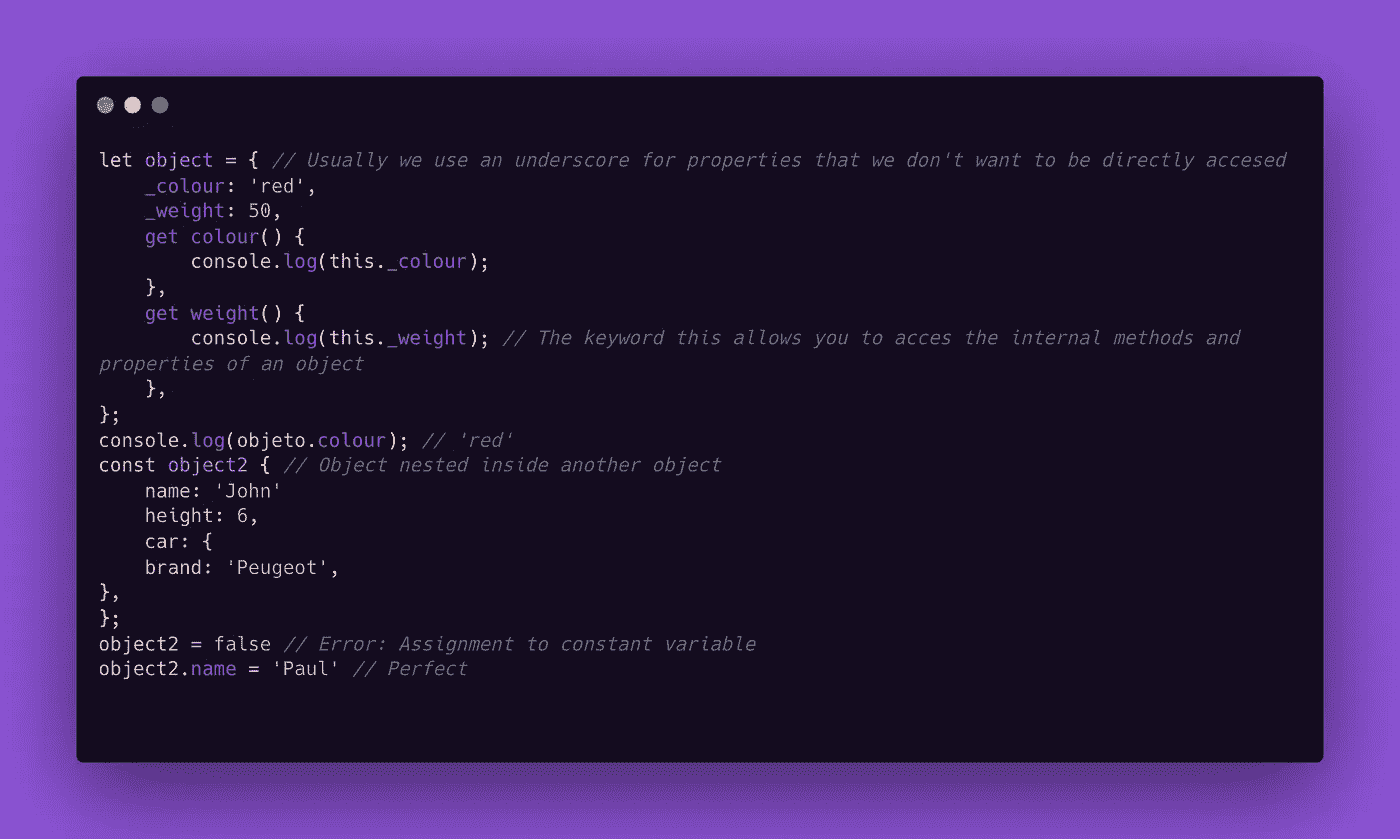 let object = { // Usually we use an underscore for properties that we don't want to be directly accesed
    _colour: 'red',
    _weight: 50,
    get colour() {
        console.log(this._colour);
    },
    get weight() {
        console.log(this._weight); // The keyword this allows you to acces the internal methods and
properties of an object
    },
};
console.log(objeto.colour); // 'red'
const object2 { // Object nested inside another object
    name: 'John'
    height: 6,
    car: {
    brand: 'Peugeot',
},
};
object2 = false // Error: Assignment to constant variable
object2.name = 'Paul' // Perfect